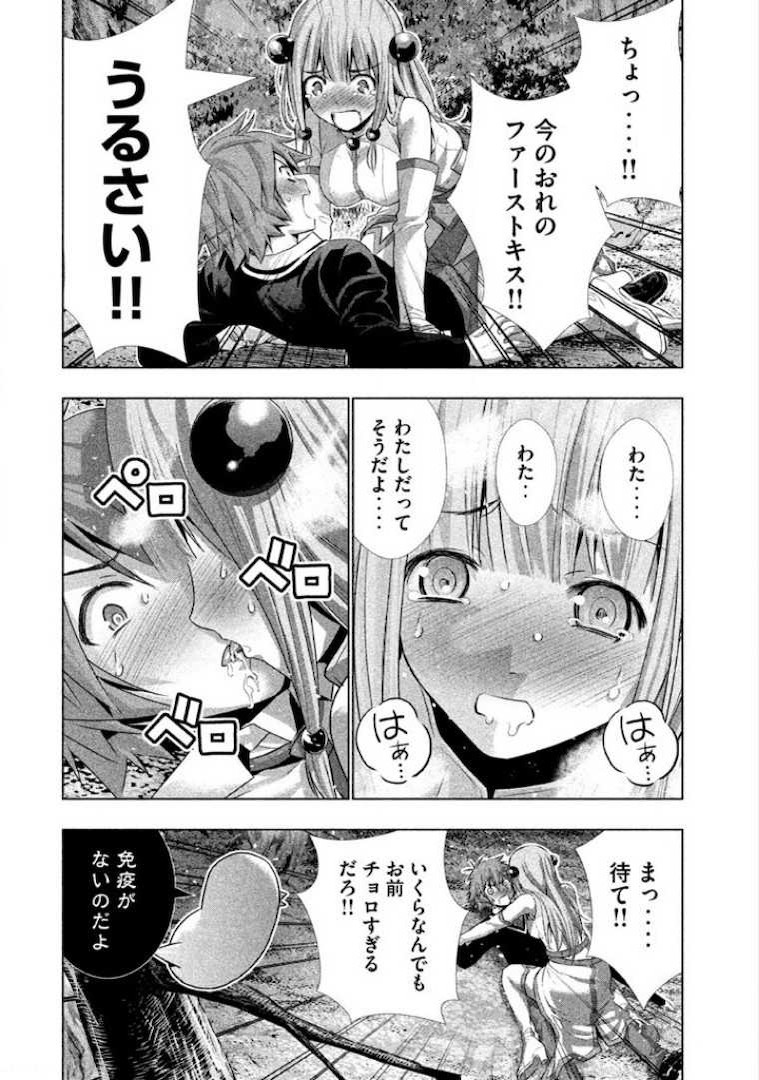 ちょっ‥‥!!
今のおれの
ファーストキス!!
うるさい!!
わた‥‥
わた‥
わたしだって
そうだよ‥‥
はぁ…
はぁ…
ペロ
ベロ
ベロ
まっ‥‥
待て!!
いくらなんでも
お前
チョロすぎる
だろ!!
免疫が
ないのだよ